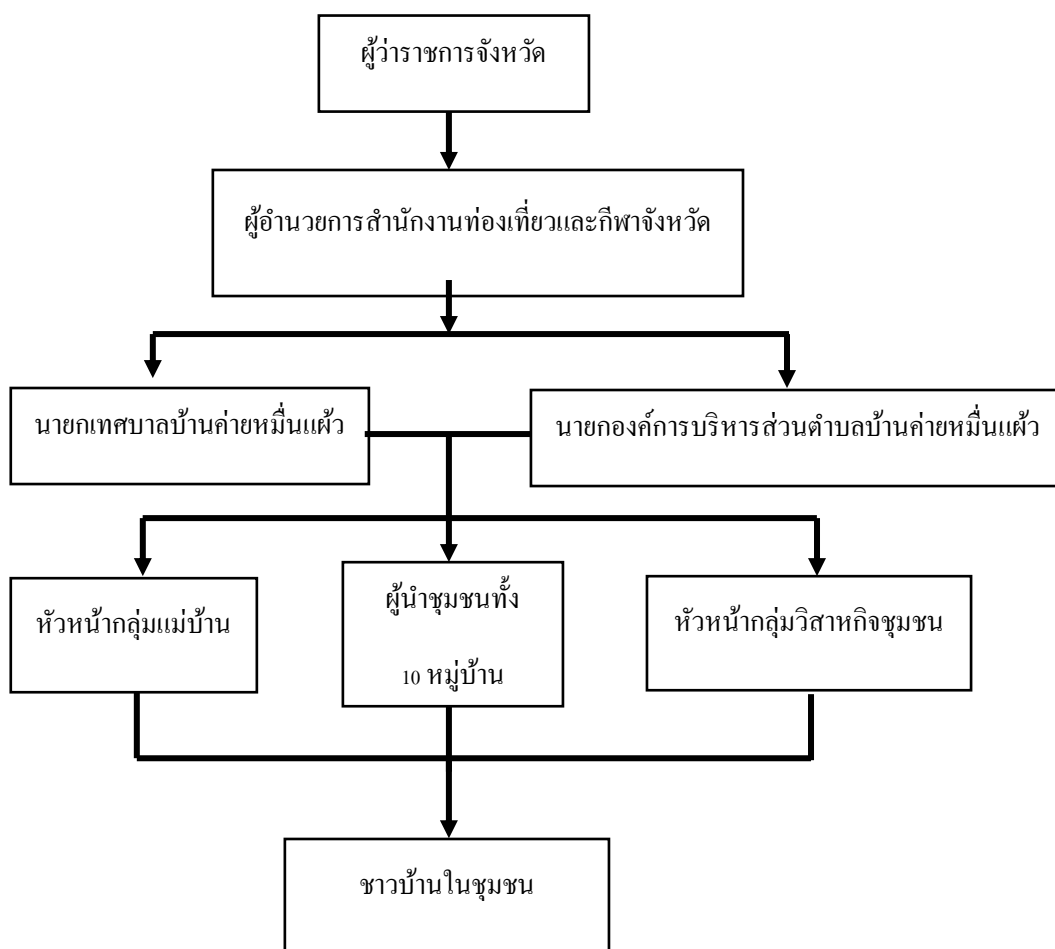 ผู้ว่าราชการจังหวัด
ผู้อำนวยการสำนักงานท่องเที่ยวและกีฬาจังหวัด
นายกเทศบาลบ้านค่ายหมื่นแผ้ว
นายกองค์การบริหารส่วนตำบลบ้านค่ายหมื่นแผ้ว
หัวหน้ากลุ่มแม่บ้าน
ผู้นำชุมชนทั้ง
10 หมู่บ้าน
หัวหน้ากลุ่มวิสาหกิจชุมชน
ชาวบ้านในชุมชน